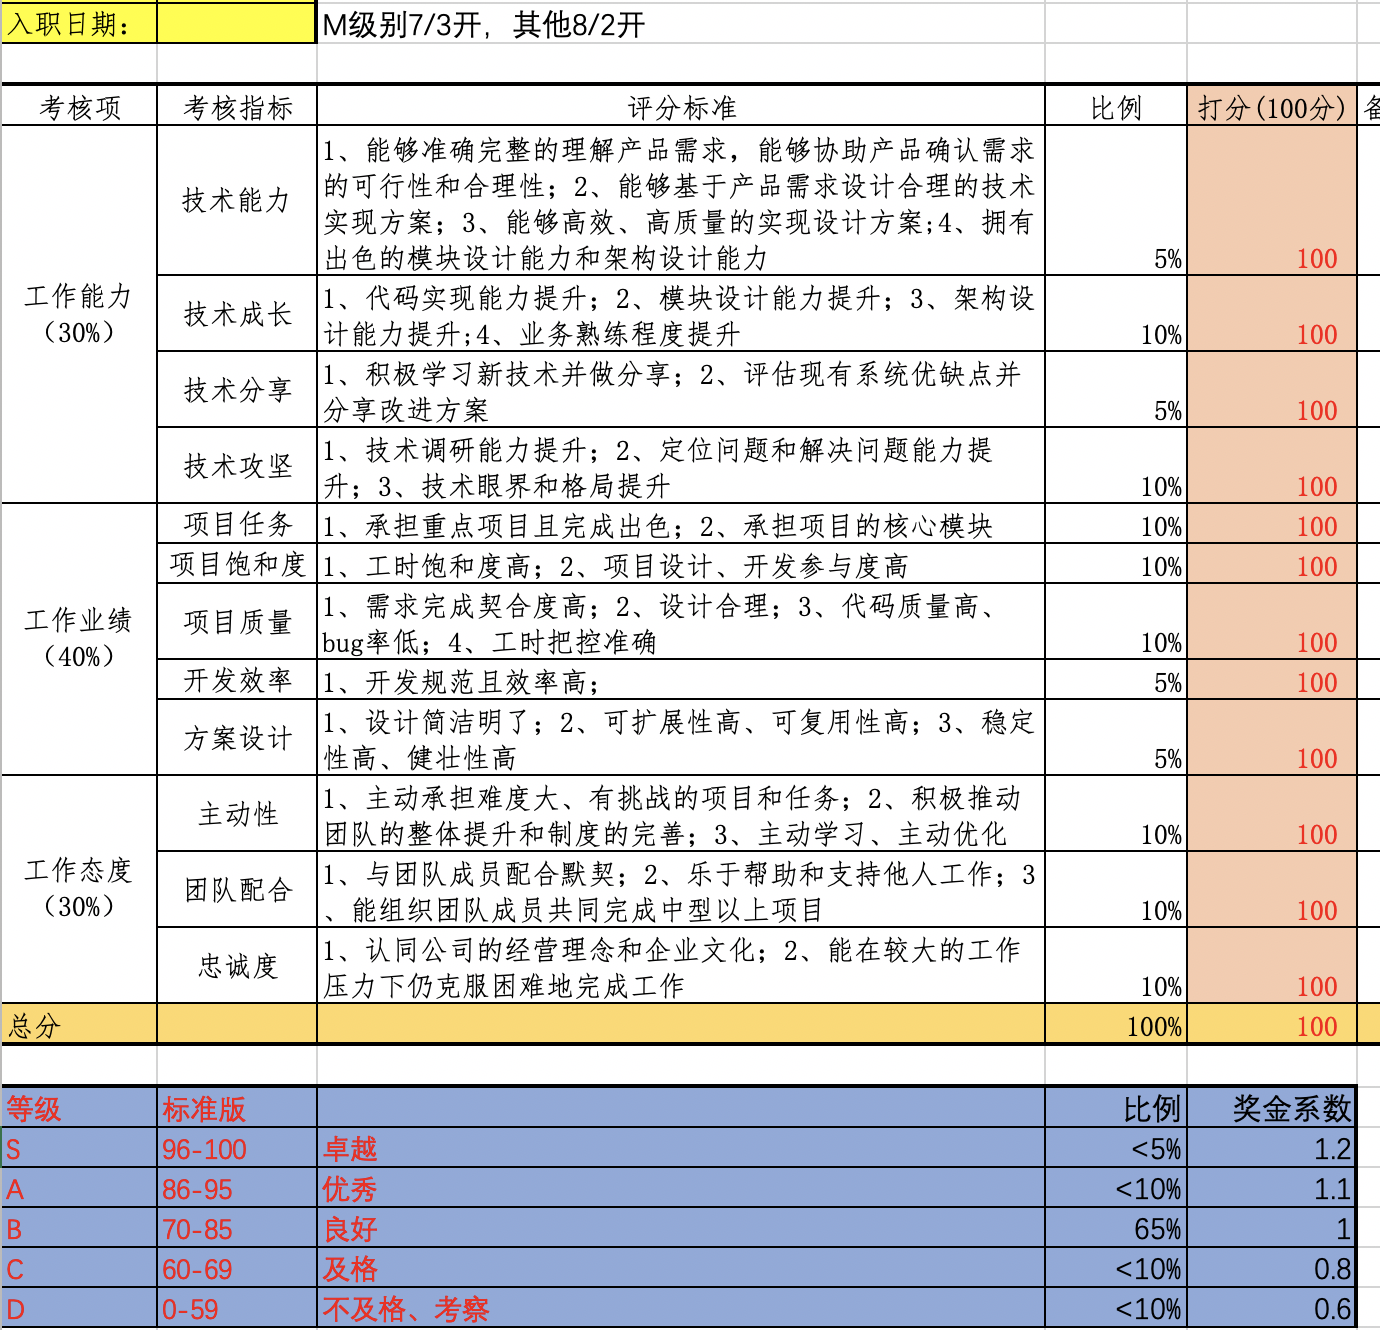 入职日期： M级别7/3开，其他8/2开
考核项 考核指标 评分标准 比例 打分(100分) 备
工作能力
（30%）
技术能力
1、能够准确完整的理解产品需求，能够协助产品确认需求
的可行性和合理性；2、能够基于产品需求设计合理的技术
实现方案；3、能够高效、高质量的实现设计方案;4、拥有
出色的模块设计能力和架构设计能力
5% 100
技术成长
1、代码实现能力提升；2、模块设计能力提升；3、架构设
计能力提升;4、业务熟练程度提升
10% 100
技术分享
1、积极学习新技术并做分享；2、评估现有系统优缺点并
分享改进方案
5% 100
技术攻坚
1、技术调研能力提升；2、定位问题和解决问题能力提
升；3、技术眼界和格局提升
10% 100
工作业绩
（40%）
项目任务 1、承担重点项目且完成出色；2、承担项目的核心模块 10% 100
项目饱和度 1、工时饱和度高；2、项目设计、开发参与度高 10% 100
项目质量
1、需求完成契合度高；2、设计合理；3、代码质量高、
bug率低；4、工时把控准确
10% 100
开发效率 1、开发规范且效率高； 5% 100
方案设计
1、设计简洁明了；2、可扩展性高、可复用性高；3、稳定
性高、健壮性高
5% 100
工作态度
（30%）
主动性
1、主动承担难度大、有挑战的项目和任务；2、积极推动
团队的整体提升和制度的完善；3、主动学习、主动优化
10% 100
团队配合
1、与团队成员配合默契；2、乐于帮助和支持他人工作；3
、能组织团队成员共同完成中型以上项目
10% 100
忠诚度
1、认同公司的经营理念和企业文化；2、能在较大的工作
压力下仍克服困难地完成工作
10% 100
总分 100% 100
等级 标准版 比例 奖金系数
S 96-100 卓越 <5% 1.2
A 86-95 优秀 <10% 1.1
B 70-85 良好 65% 1
C 60-69 及格 <10% 0.8
D 0-59 不及格、考察 <10% 0.6